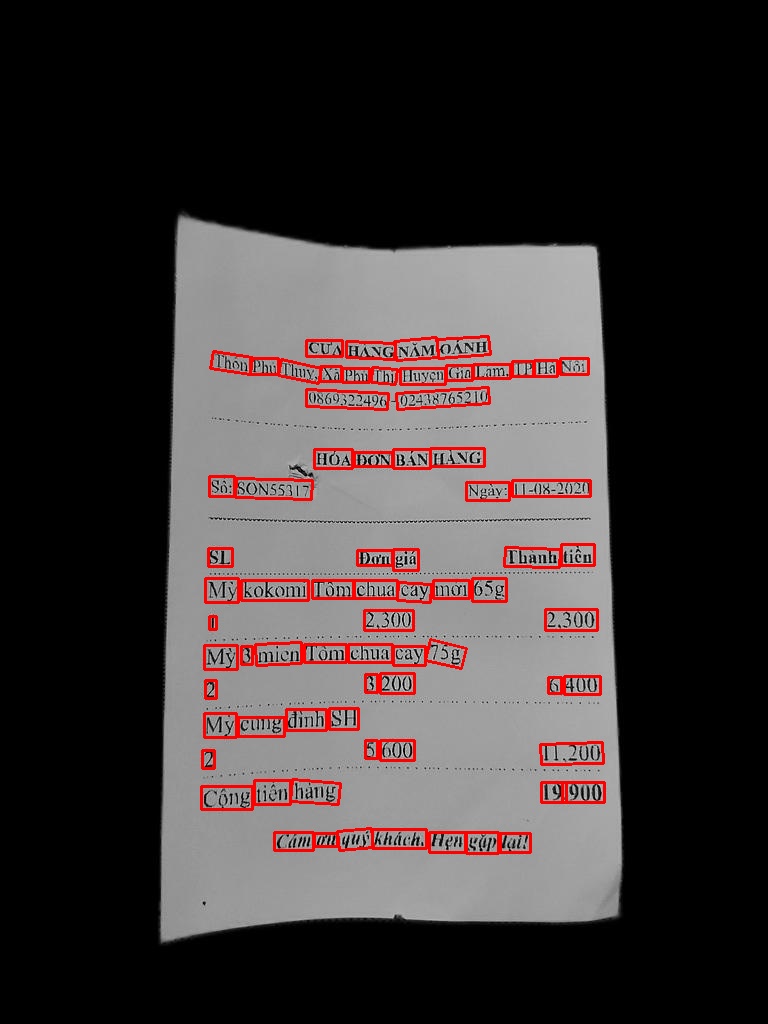 CỬA HÀNG NĂM OÁNH
Thôn Phú Thụy, Xã Phú Thị Huyện Gia Lâm, TP Hà Nội
0869322496 - 02438765210
HÓA ĐƠN BÁN HÀNG
Số: SON55317 Ngày: 11-08-2020
SL Đơn giá Thành tiền
Mỳ kokomi Tôm chua cay mới 65g
1 2,300 2,300
Mỳ 3 miền Tôm chua cay 75g
2 3,200 6,400
Mỳ cung đình SH
2 5,600 11,200
Cộng tiền hàng 19,900
Cám ơn quý khách. Hẹn gặp lại!